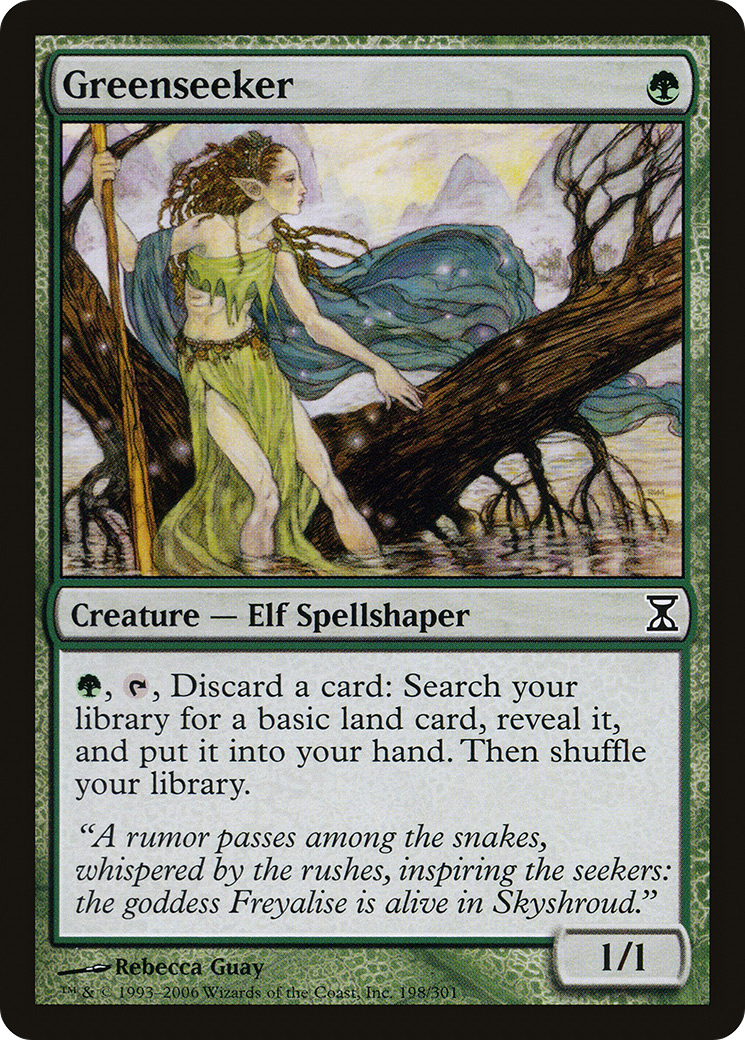 Greenseeker
Creature — Elf Spellshaper
, , Discard a card: Search your
library for a basic land card, reveal it,
and put it into your hand. Then shuffle
your library.
“A rumor passes among the snakes,
whispered by the rushes, inspiring the seekers:
the goddess Freyalise is alive in Skyshroud.”
1/1
Rebecca Guay
™ & © 1993–2006 Wizards of the Coast, Inc. 198/301